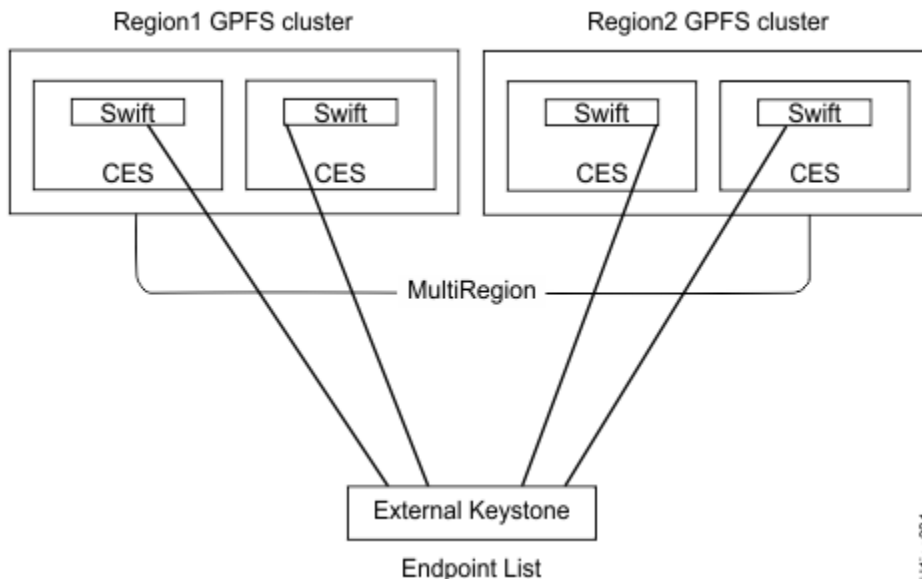 Region1 GPFS cluster
Region2 GPFS cluster
Swift
Swift
Swift
Swift
CES
CES
CES
CES
MultiRegion
External Keystone
Endpoint List